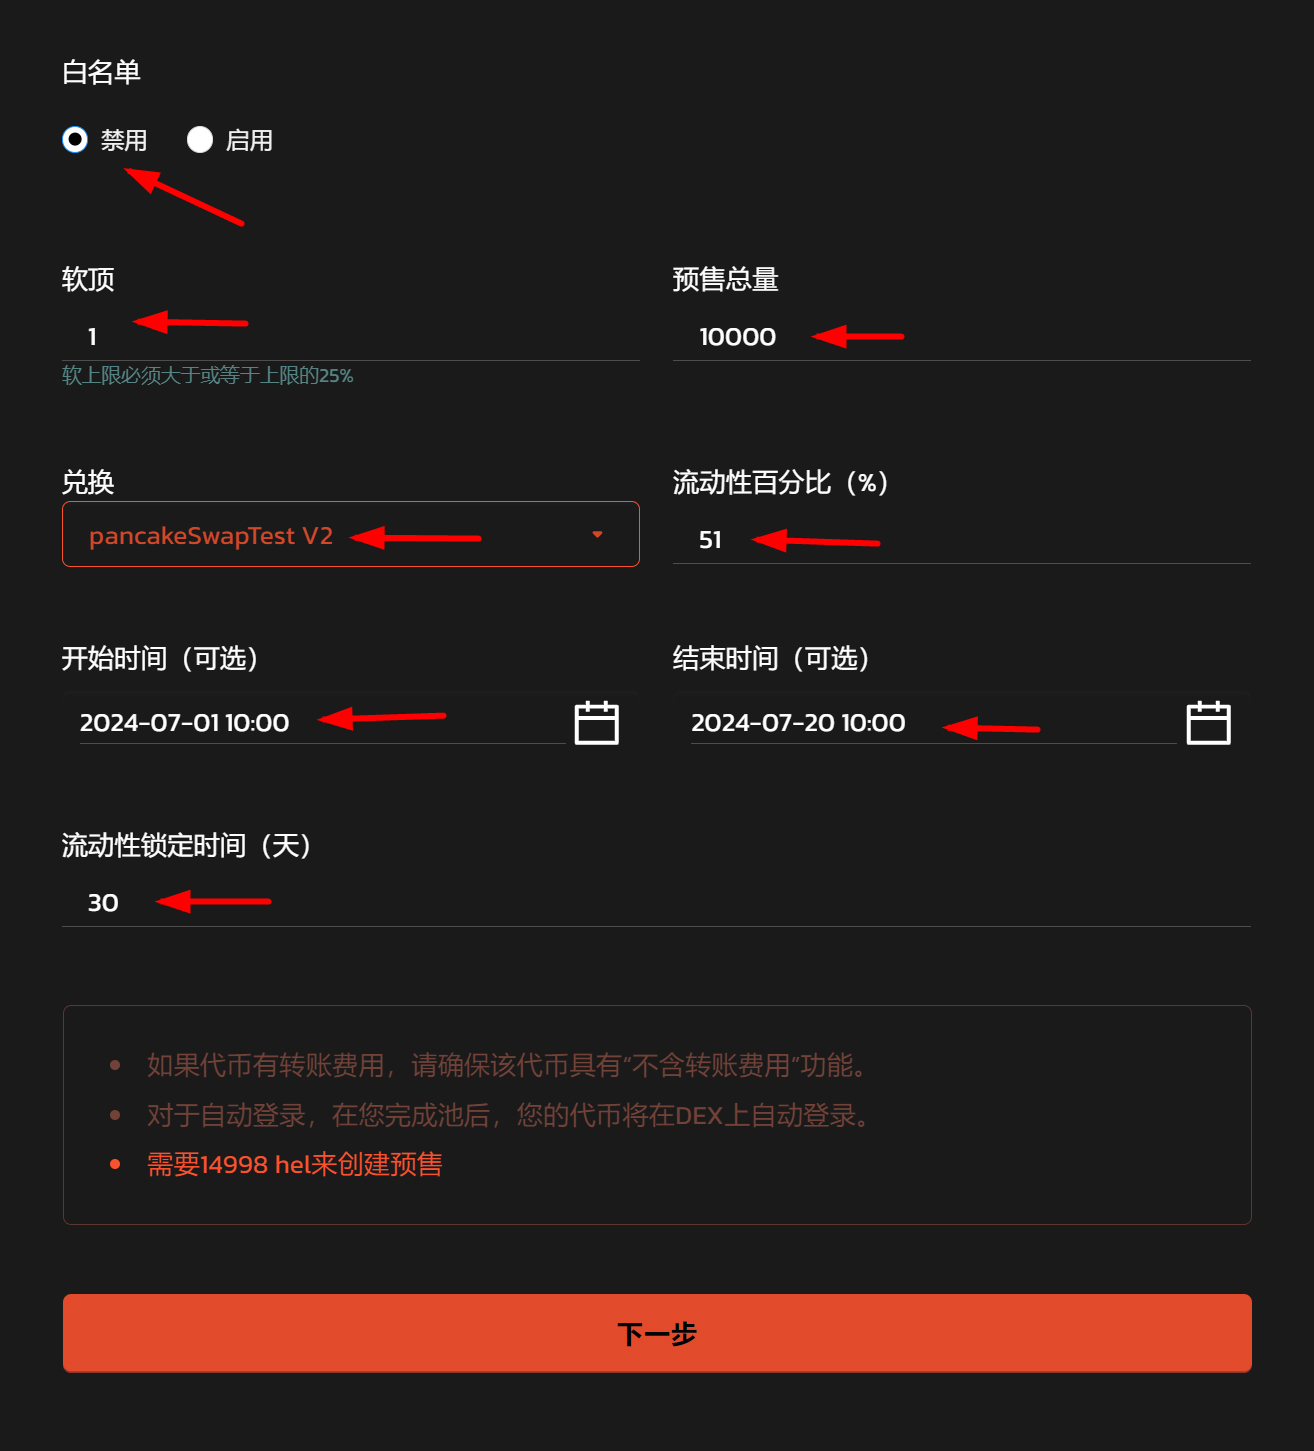 白名单
禁用 启用
软顶 预售总量
1 10000
软上限必须大于或等于上限的25%
兑换 流动性百分比（%）
pancakeSwapTest V2 51
开始时间（可选） 结束时间（可选）
2024-07-01 10:00 2024-07-20 10:00
流动性锁定时间（天）
30
如果代币有转账费用，请确保该代币具有“不含转账费用”功能。
对于自动登录，在您完成池后，您的代币将在DEX上自动登录。
需要14998 hel来创建预售
下一步